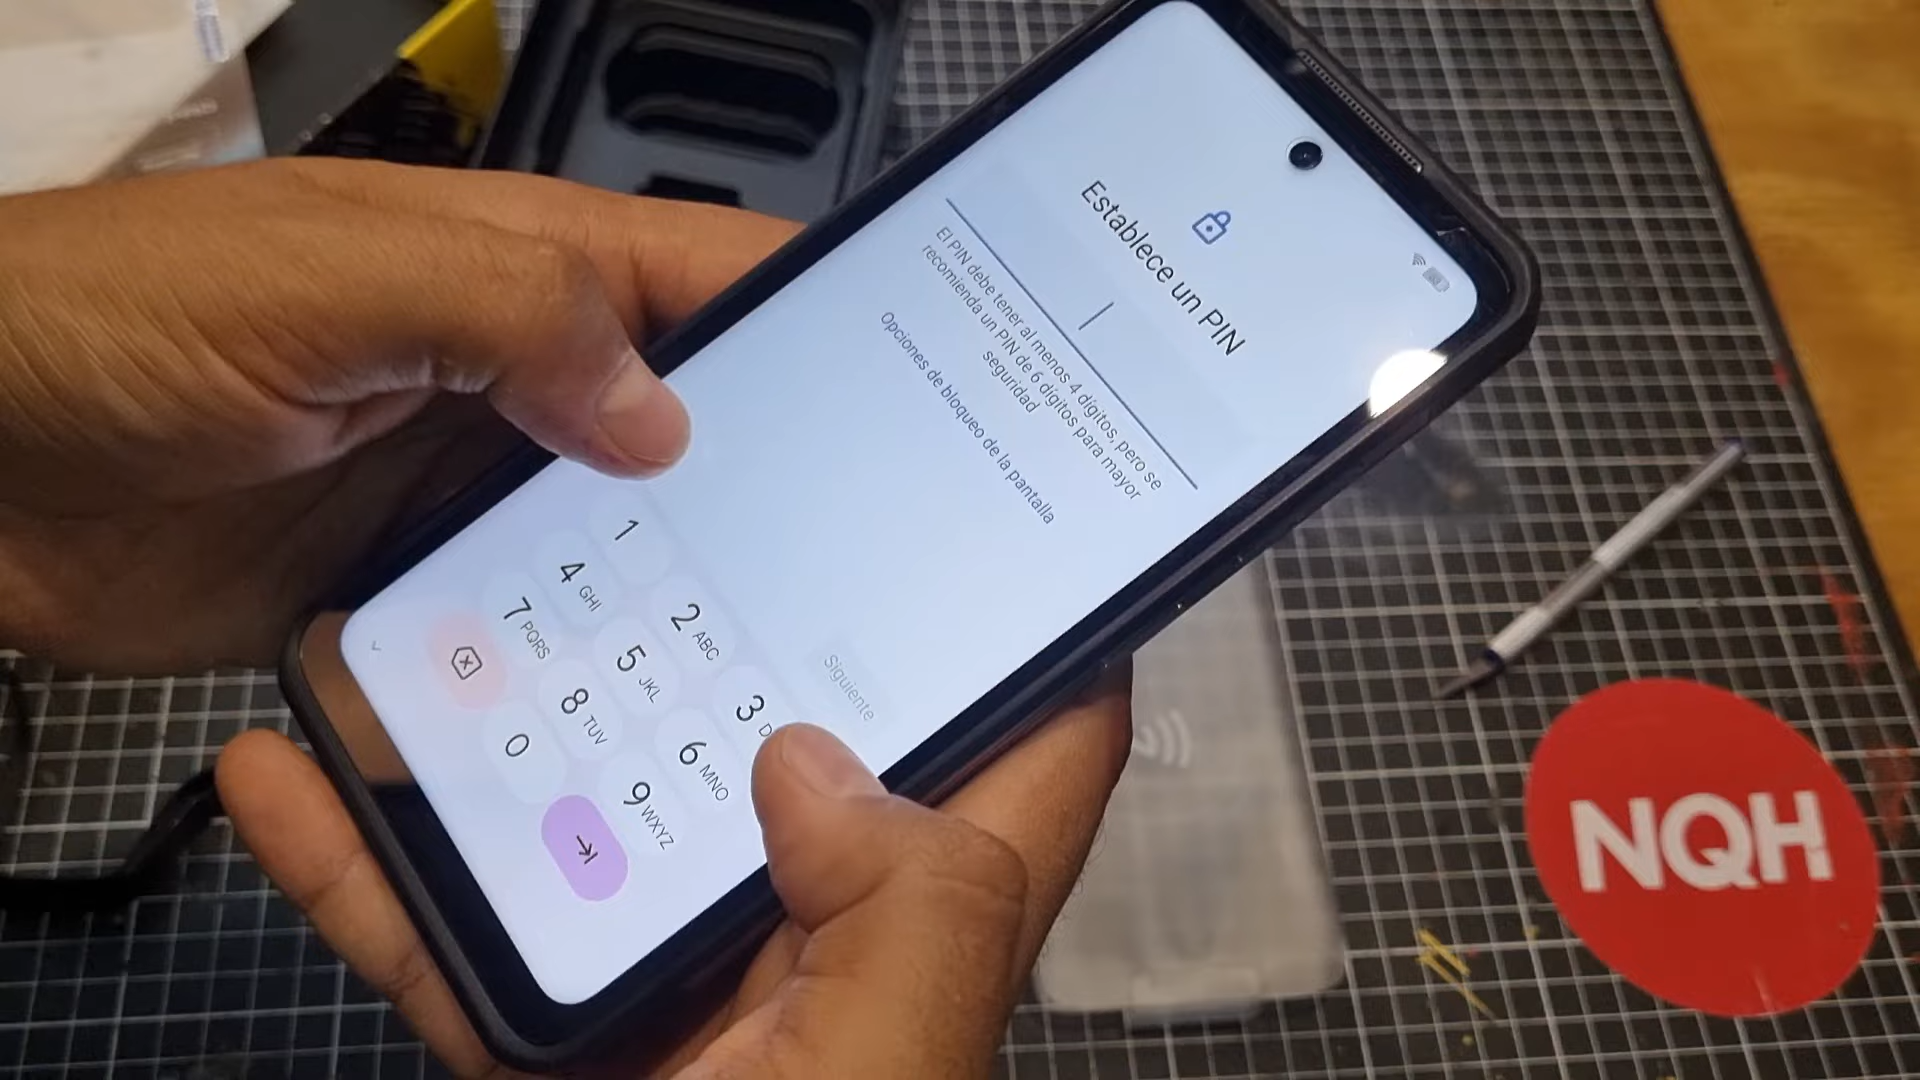 Establece un PIN
El PIN debe tener al menos 4 dígitos, pero se
recomienda un PIN de 6 dígitos para mayor
seguridad
Opciones de bloqueo de la pantalla
Siguiente
1
2 ABC
3 D
4 GHI
5 JKL
6 MNO
7 PQRS
8 TUV
9 WXYZ
0
NQH